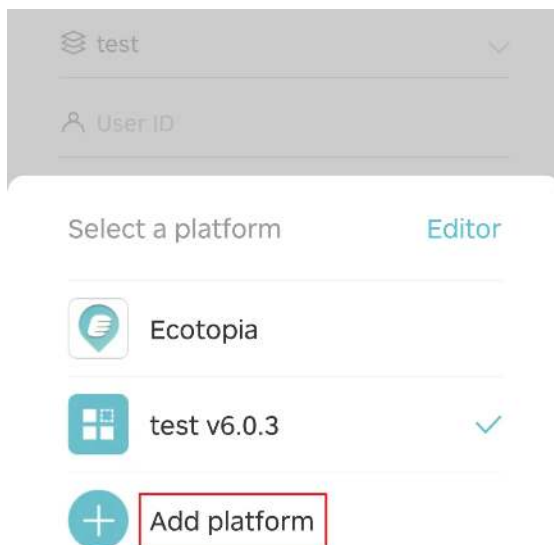 test
User ID
Select a platform
Editor
Ecotopia
test v6.0.3
Add platform